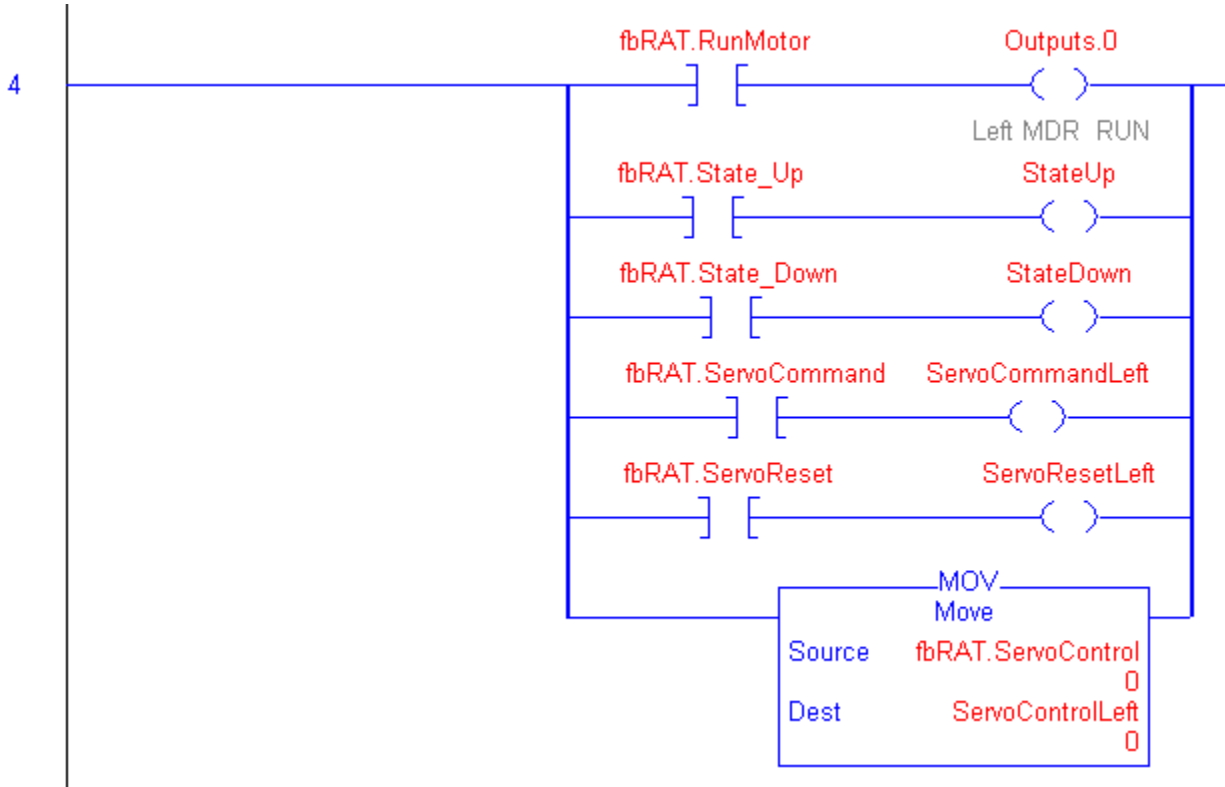 fbRAT.RunMotor Outputs.0
4
Left MDR RUN
fbRAT.State_Up StateUp
fbRAT.State_Down StateDown
fbRAT.ServoCommand ServoCommandLeft
fbRAT.ServoReset ServoResetLeft
MOV
Move
Source fbRAT.ServoControl
0
Dest ServoControlLeft
0